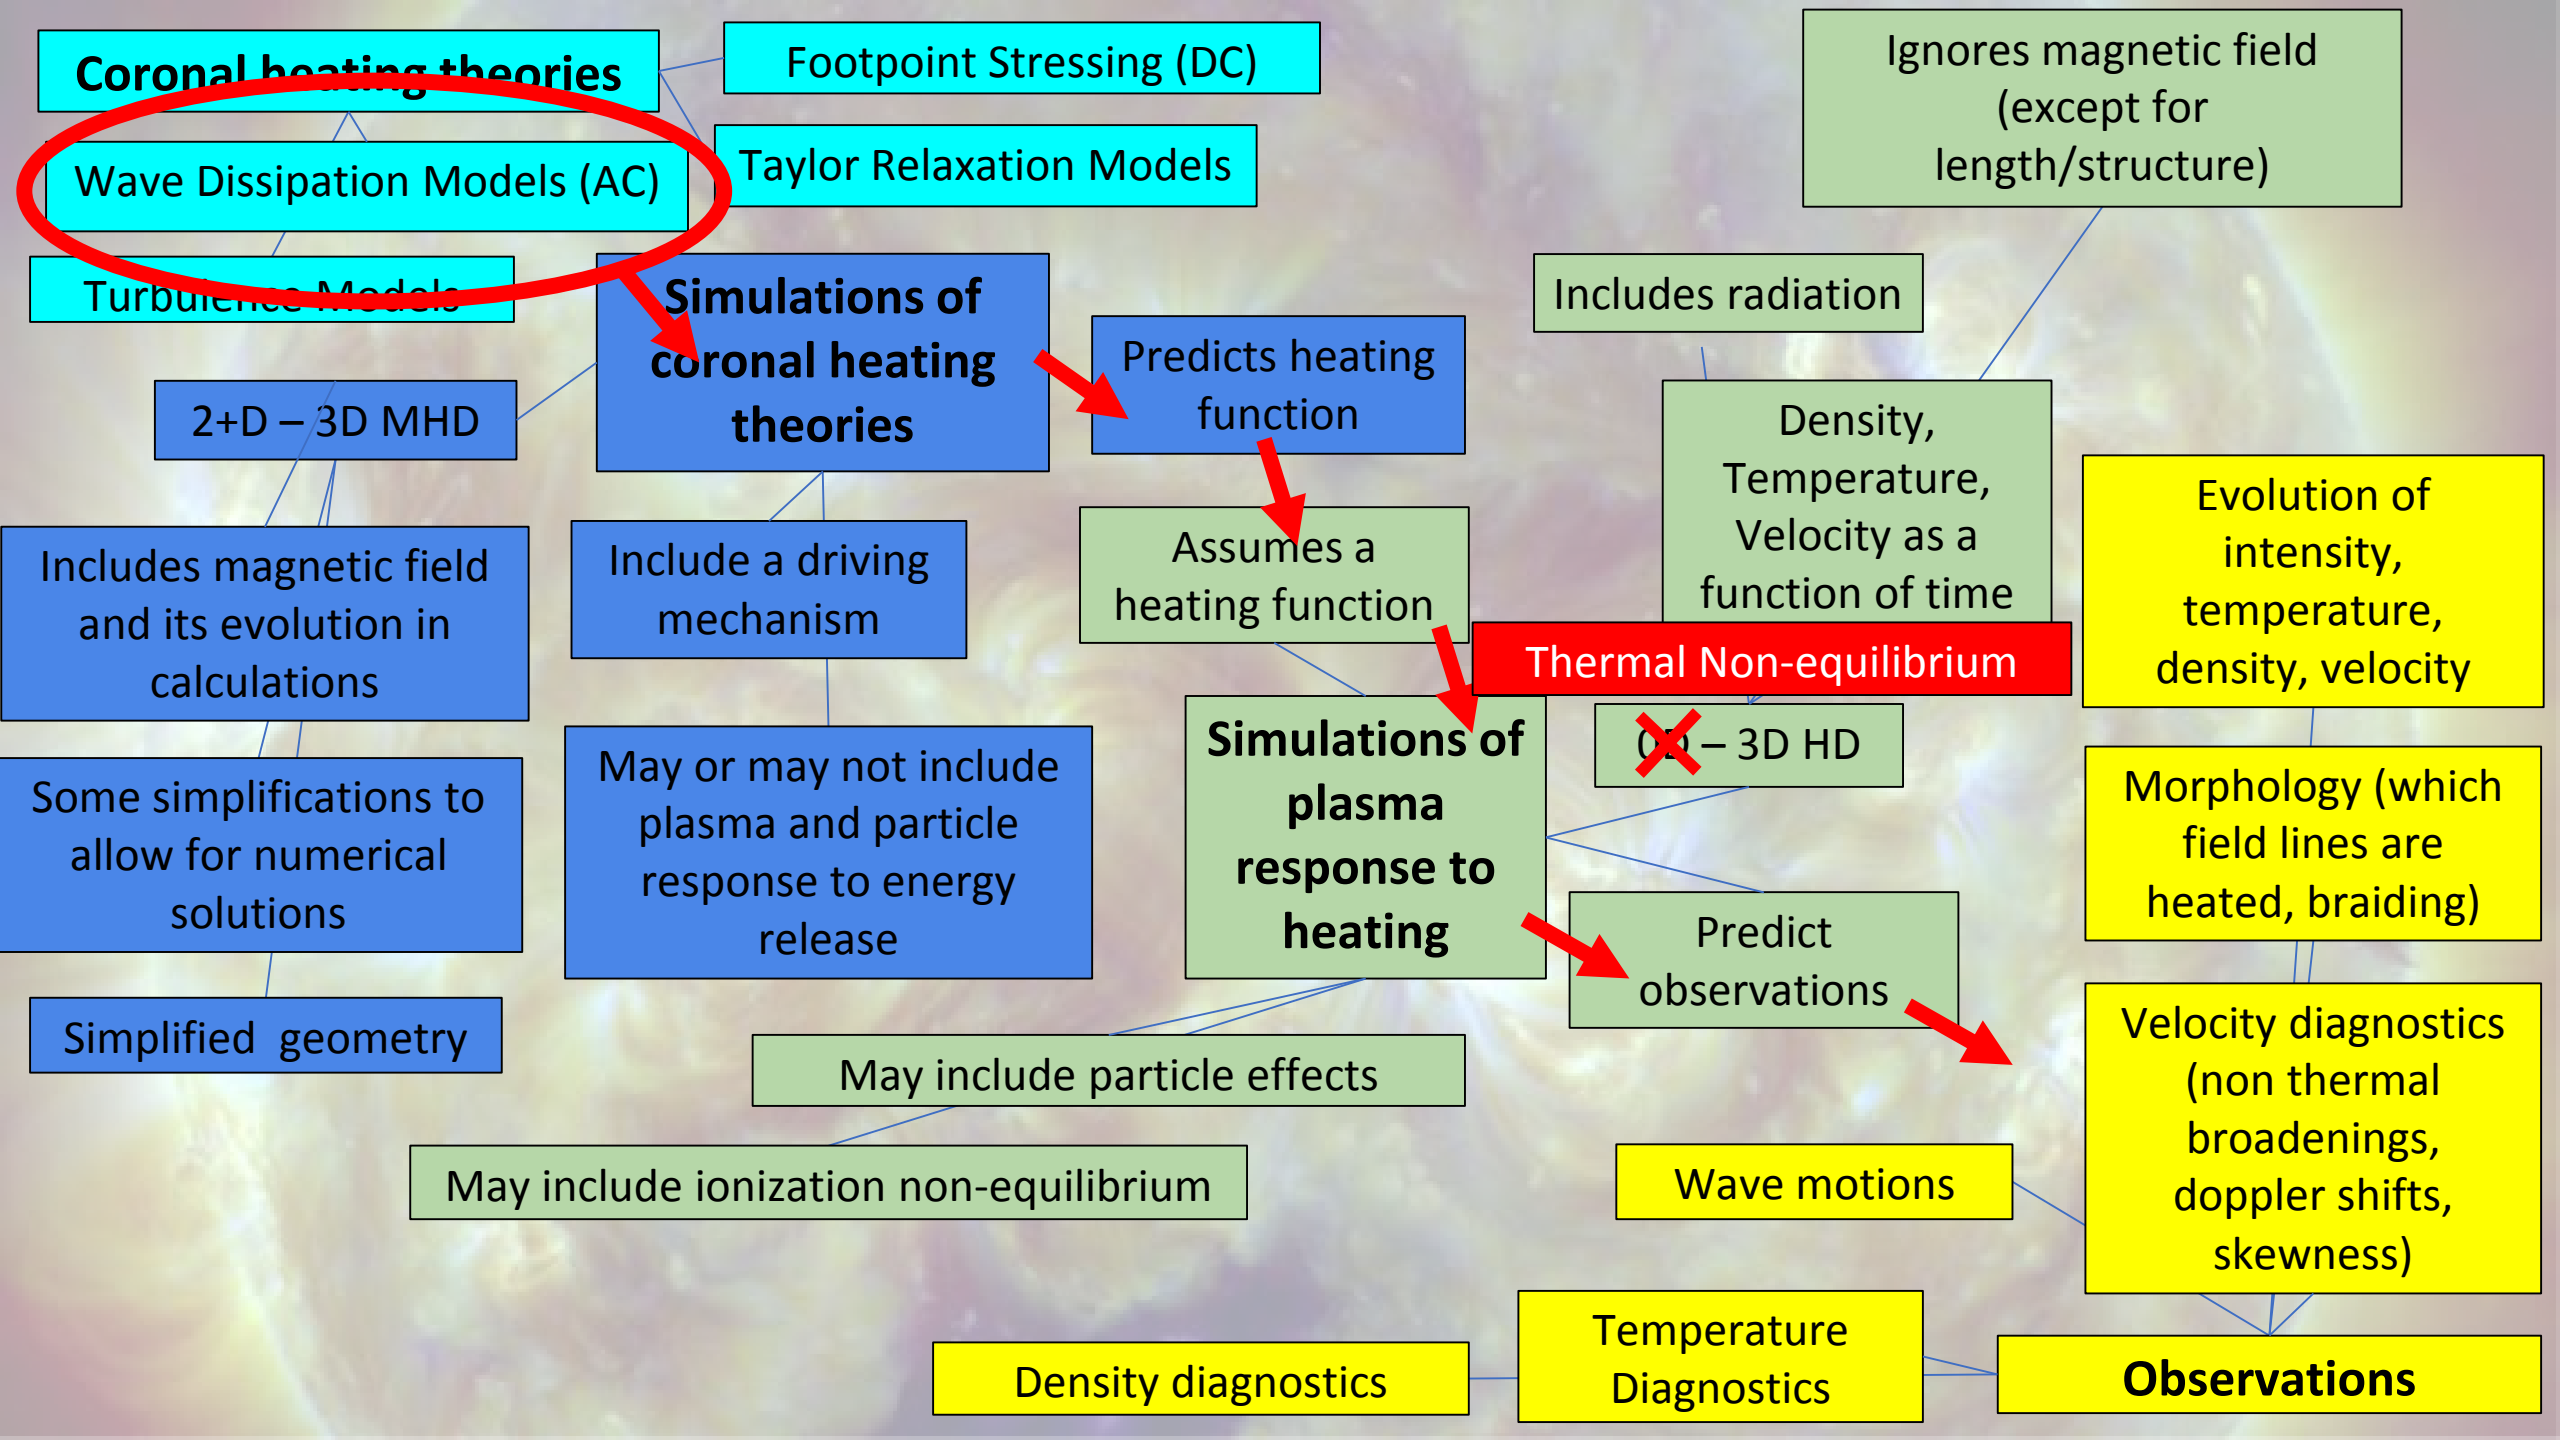 Coronal heating theories
Footpoint Stressing (DC)
Ignores magnetic field
(except for
length/structure)
Wave Dissipation Models (AC)
Taylor Relaxation Models
Turbulence Models
Simulations of
coronal heating
theories
Includes radiation
Predicts heating
function
2+D – 3D MHD
Density,
Temperature,
Velocity as a
function of time
Evolution of
intensity,
temperature,
density, velocity
Includes magnetic field
and its evolution in
calculations
Include a driving
mechanism
Assumes a
heating function
Thermal Non-equilibrium
Simulations of
plasma
response to
heating
0D – 3D HD
Some simplifications to
allow for numerical
solutions
May or may not include
plasma and particle
response to energy
release
Morphology (which
field lines are
heated, braiding)
Predict
observations
Simplified  geometry
May include particle effects
Velocity diagnostics
(non thermal
broadenings,
doppler shifts,
skewness)
May include ionization non-equilibrium
Wave motions
Density diagnostics
Temperature
Diagnostics
Observations